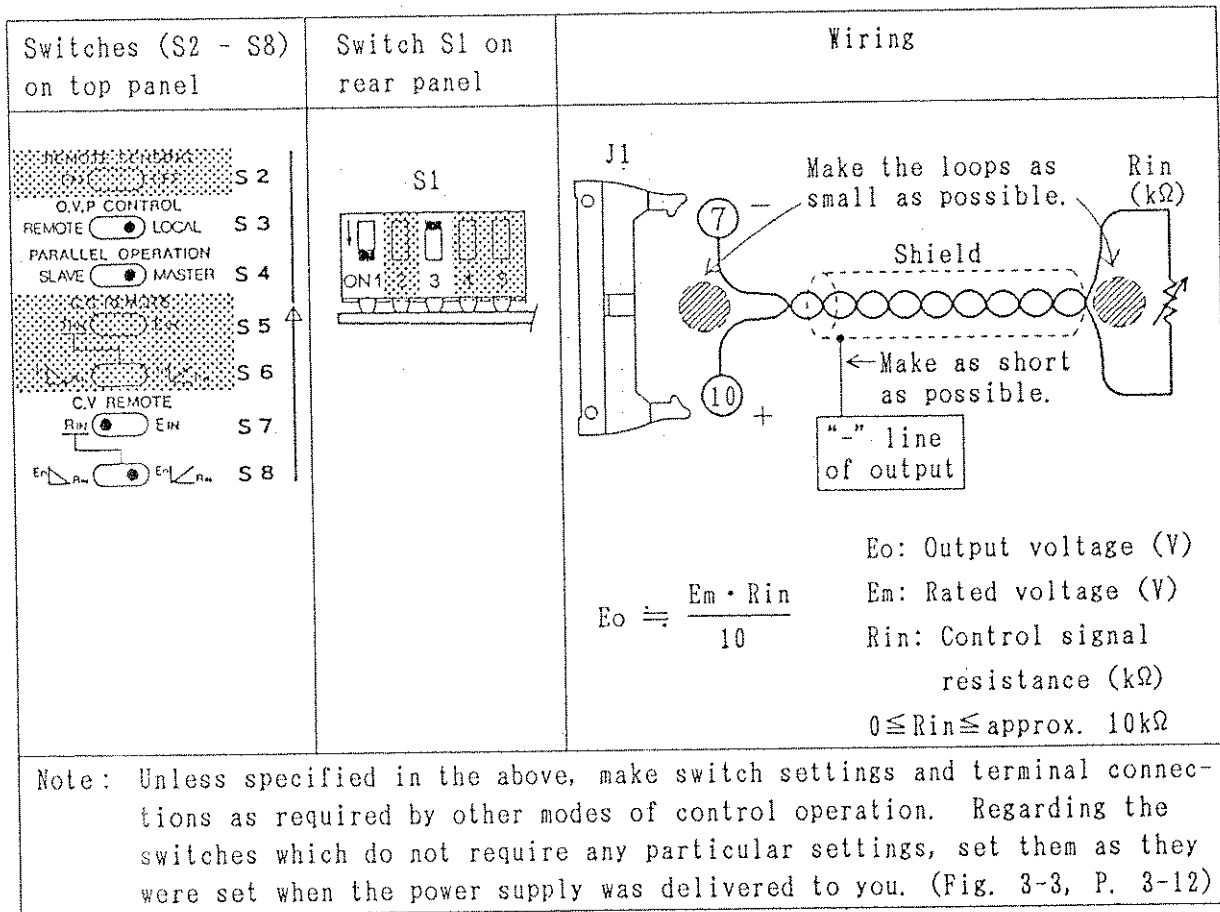 Switches (S2 - S8)
on top panel
Switch S1 on
rear panel
Wiring
REMOTE SENSING
S 2
O.V.P CONTROL
REMOTE LOCAL S 3
PARALLEL OPERATION
SLAVE MASTER S 4
C.C REMOTE
S 5
S 6
C.V REMOTE
RIN EIN S 7
S 8
S1
ON 1 2 3 4 5
J1
7 -
10 +
Make the loops as
small as possible.
Rin
(kΩ)
Shield
←Make as short
as possible.
"-" line
of output
Eo ≒ Em・Rin
10
Eo: Output voltage (V)
Em: Rated voltage (V)
Rin: Control signal
resistance (kΩ)
0≦Rin≦approx. 10kΩ
Note: Unless specified in the above, make switch settings and terminal connec-
tions as required by other modes of control operation. Regarding the
switches which do not require any particular settings, set them as they
were set when the power supply was delivered to you. (Fig. 3-3, P. 3-12)